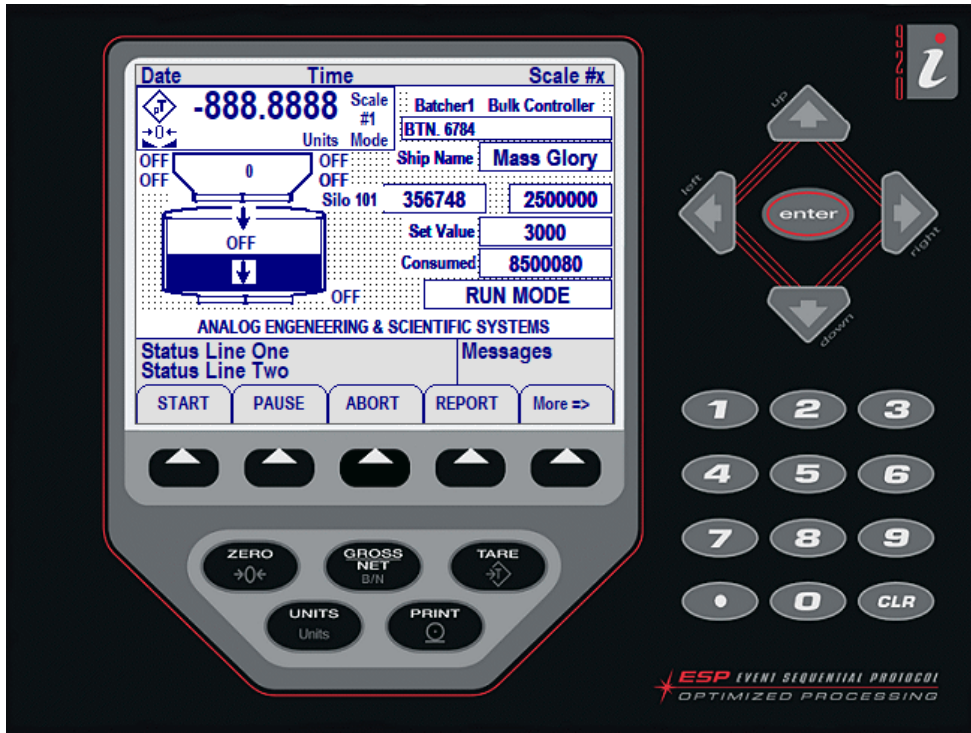 920
i
Date Time Scale #x
-888.8888 Scale
#1
→0←
Units Mode
Batcher1 Bulk Controller
BTN. 6784
OFF 0 OFF
OFF OFF
Ship Name Mass Glory
Silo 101 356748 2500000
OFF
Set Value 3000
Consumed 8500080
OFF
RUN MODE
ANALOG ENGENEERING & SCIENTIFIC SYSTEMS
Status Line One
Status Line Two
Messages
START PAUSE ABORT REPORT More =>
ZERO
→0←
GROSS
NET
B/N
TARE
→T←
UNITS
Units
PRINT
up
left
enter
right
down
1 2 3
4 5 6
7 8 9
. 0 CLR
ESP EVENT SEQUENTIAL PROTOCOL
OPTIMIZED PROCESSING